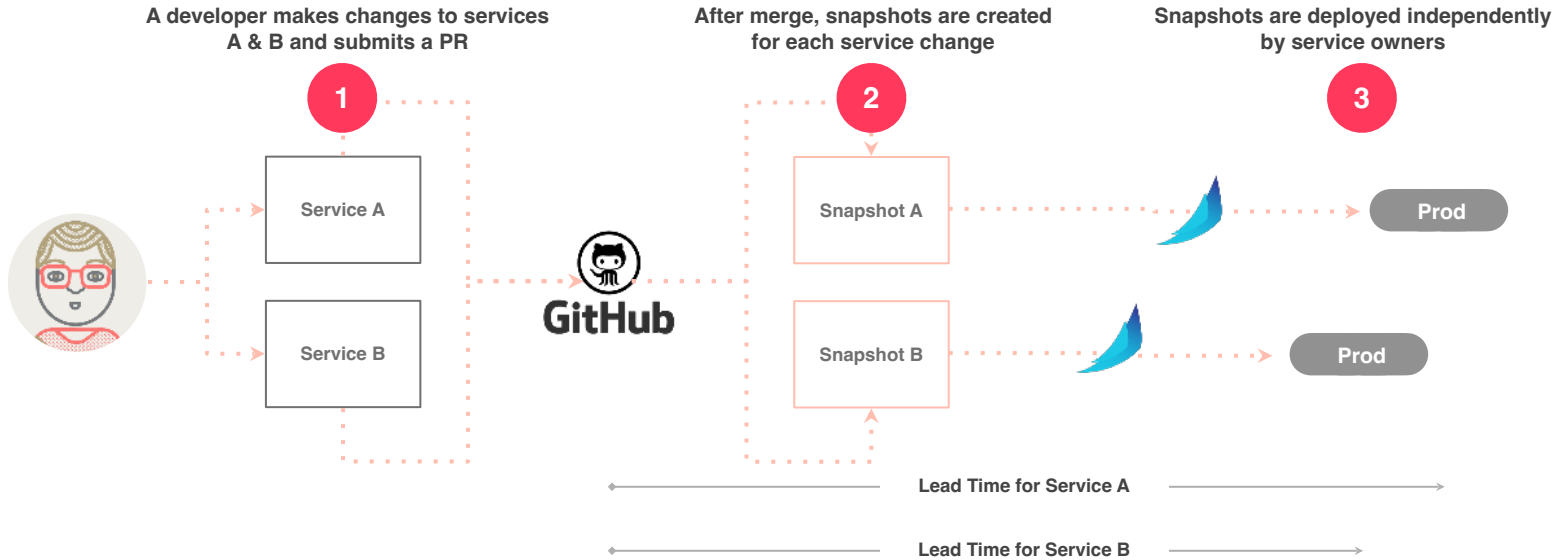 A developer makes changes to services
A & B and submits a PR
After merge, snapshots are created
for each service change
Snapshots are deployed independently
by service owners
1
2
3
Service A
Snapshot A
Prod
GitHub
Service B
Snapshot B
Prod
Lead Time for Service A
Lead Time for Service B